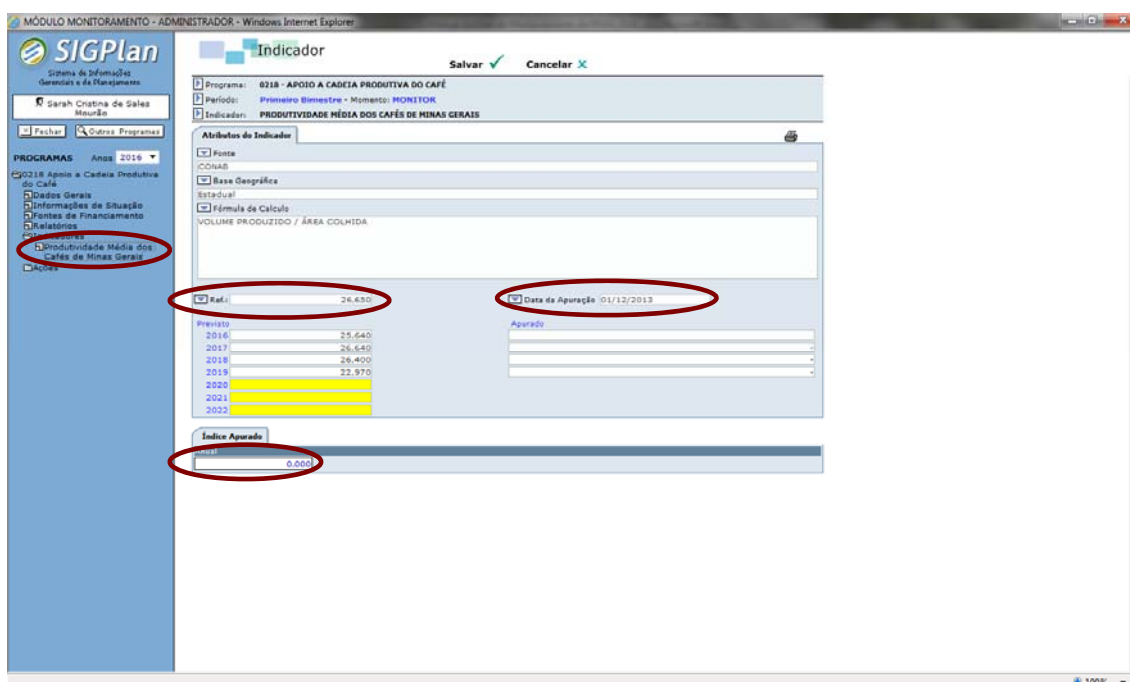 MÓDULO MONITORAMENTO - ADMINISTRADOR - Windows Internet Explorer
SIGPlan
Sistema de Informações
Gerenciais e de Planejamento
Sarah Cristina de Sales
Mourão
Fechar Outros Programas
PROGRAMAS Anos 2016
0218 Apoio a Cadeia Produtiva
do Café
Dados Gerais
Informações de Situação
Fontes de Financiamento
Relatórios
Indicadores
Produtividade Média dos
Cafés de Minas Gerais
Ações
Indicador
Salvar Cancelar X
Programa: 0218 - APOIO A CADEIA PRODUTIVA DO CAFÉ
Período: Primeiro Bimestre - Momento: MONITOR
Indicador: PRODUTIVIDADE MÉDIA DOS CAFÉS DE MINAS GERAIS
Atributos do Indicador
Fonte
CONAB
Base Geográfica
Estadual
Fórmula de Calculo
VOLUME PRODUZIDO / ÁREA COLHIDA
Ref.: 26,650 Data da Apuração 01/12/2013
Previsto Apurado
2016 25,640
2017 26,640 -
2018 26,400 -
2019 22,970 -
2020
2021
2022
Índice Apurado
Anual
0,000
100%